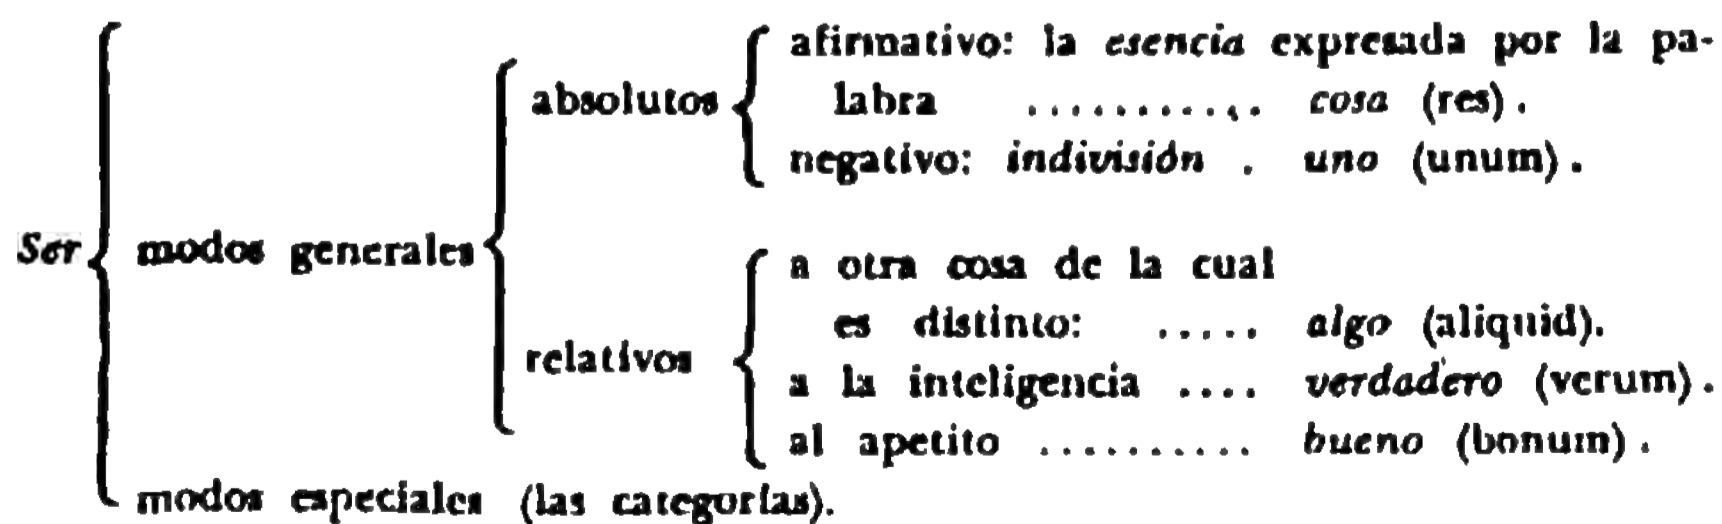 afirmativo: la esencia expresada por la pa-
absolutos
labra ........... cosa (res).
negativo: indivisión . uno (unum).
Ser
modos generales
a otra cosa de la cual
es distinto: ..... algo (aliquid).
relativos
a la inteligencia .... verdadero (verum).
al apetito .......... bueno (bonum).
modos especiales (las categorías).